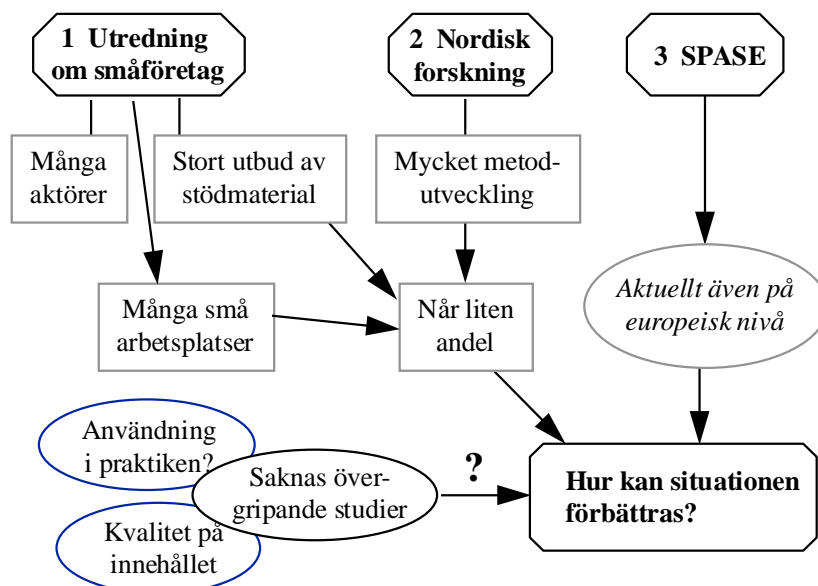 1 Utredning
om småföretag
2 Nordisk
forskning
3 SPASE
Många
aktörer
Stort utbud av
stödmaterial
Mycket metod-
utveckling
Många små
arbetsplatser
Når liten
andel
Aktuellt även på
europeisk nivå
Användning
i praktiken?
Saknas över-
gripande studier
?
Kvalitet på
innehållet
Hur kan situationen
förbättras?